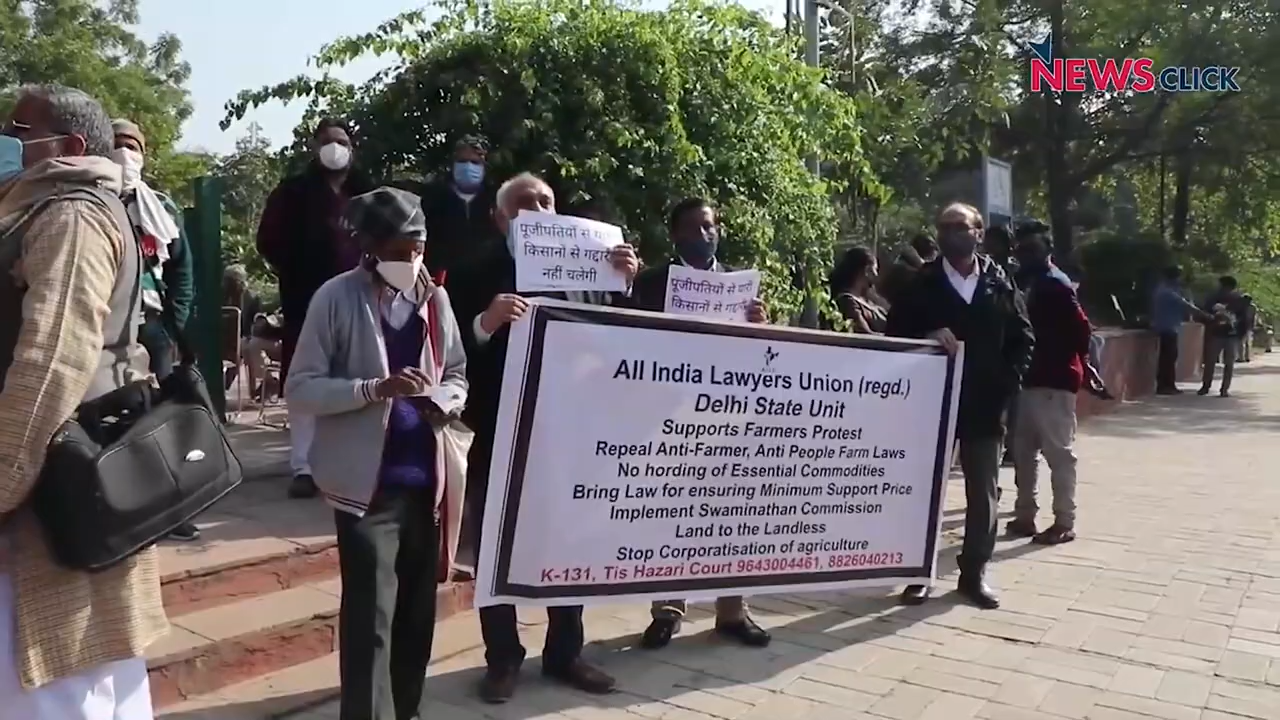 NEWSCLICK
पूजीपतियों से
किसानों से गद्दारी
नहीं चलेगी
पूजीपतियों से यारी
किसानों से
AILU
All India Lawyers Union (regd.)
Delhi State Unit
Supports Farmers Protest
Repeal Anti-Farmer, Anti People Farm Laws
No hording of Essential Commodities
Bring Law for ensuring Minimum Support Price
Implement Swaminathan Commission
Land to the Landless
Stop Corporatisation of agriculture
K-131, Tis Hazari Court 9643004461, 8826040213